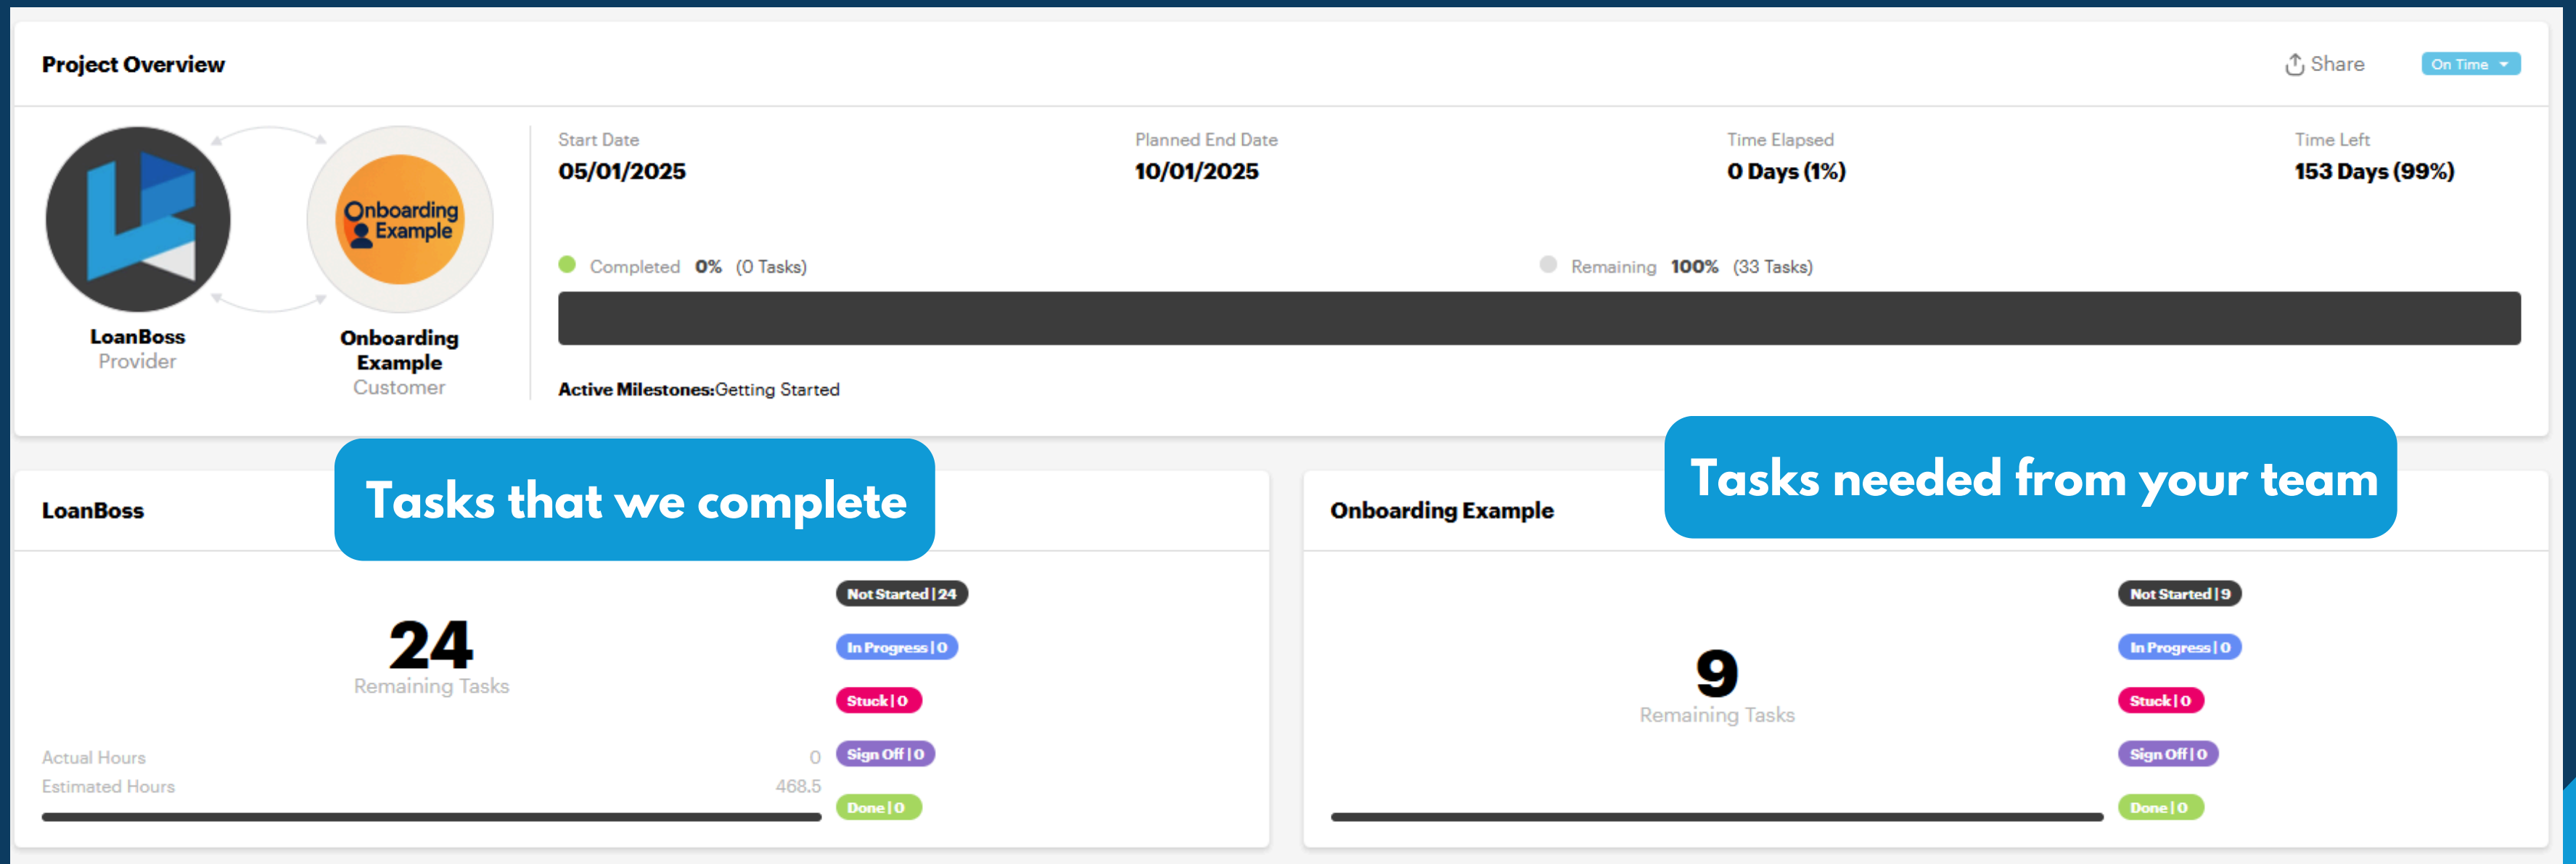 Project Overview
Share
On Time
Onboarding
Example
LoanBoss
Provider
Onboarding
Example
Customer
Start Date
05/01/2025
Planned End Date
10/01/2025
Time Elapsed
0 Days (1%)
Time Left
153 Days (99%)
Completed 0% (0 Tasks)
Remaining 100% (33 Tasks)
Active Milestones:Getting Started
LoanBoss
Tasks that we complete
24
Remaining Tasks
Actual Hours 0
Estimated Hours 468.5
Not Started | 24
In Progress | 0
Stuck | 0
Sign Off | 0
Done | 0
Onboarding Example
Tasks needed from your team
9
Remaining Tasks
Not Started | 9
In Progress | 0
Stuck | 0
Sign Off | 0
Done | 0